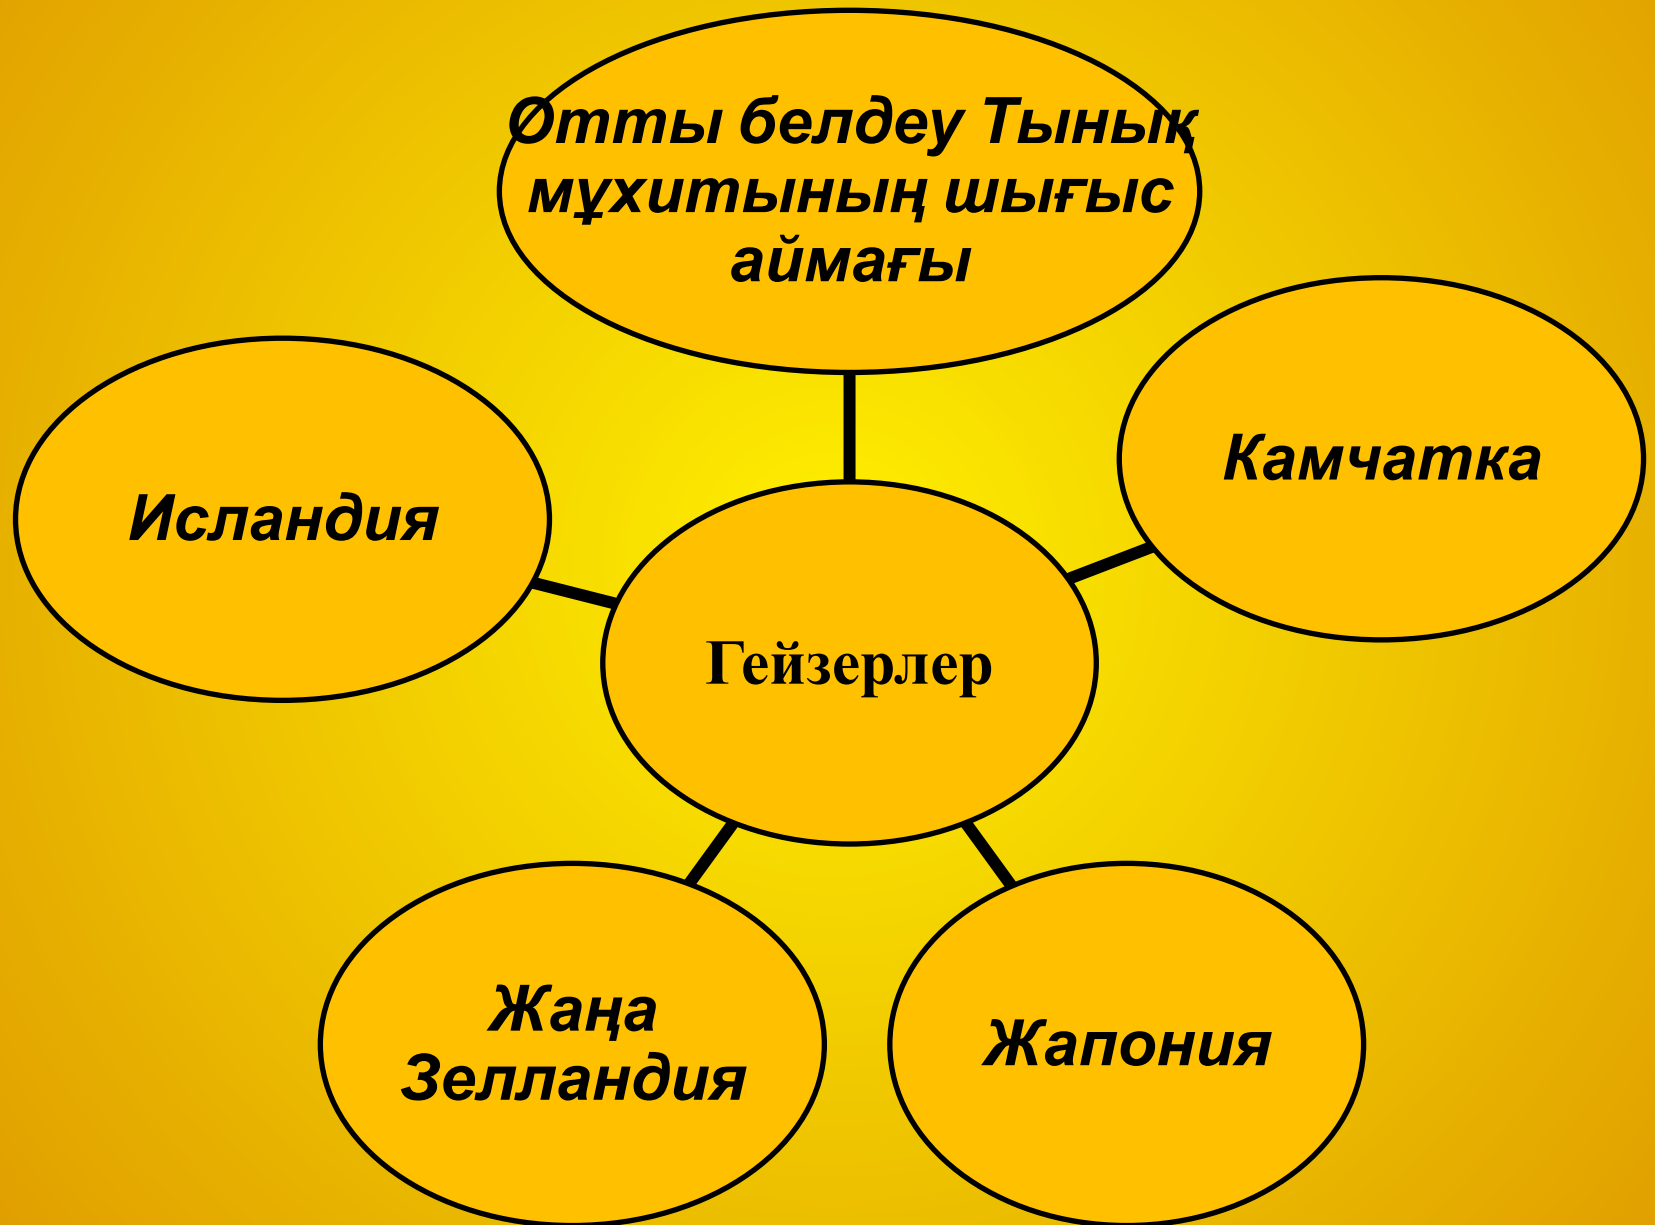 Отты белдеу Тынық
мұхитының шығыс
аймағы
Камчатка
Исландия
Гейзерлер
Жаңа
Зелландия
Жапония